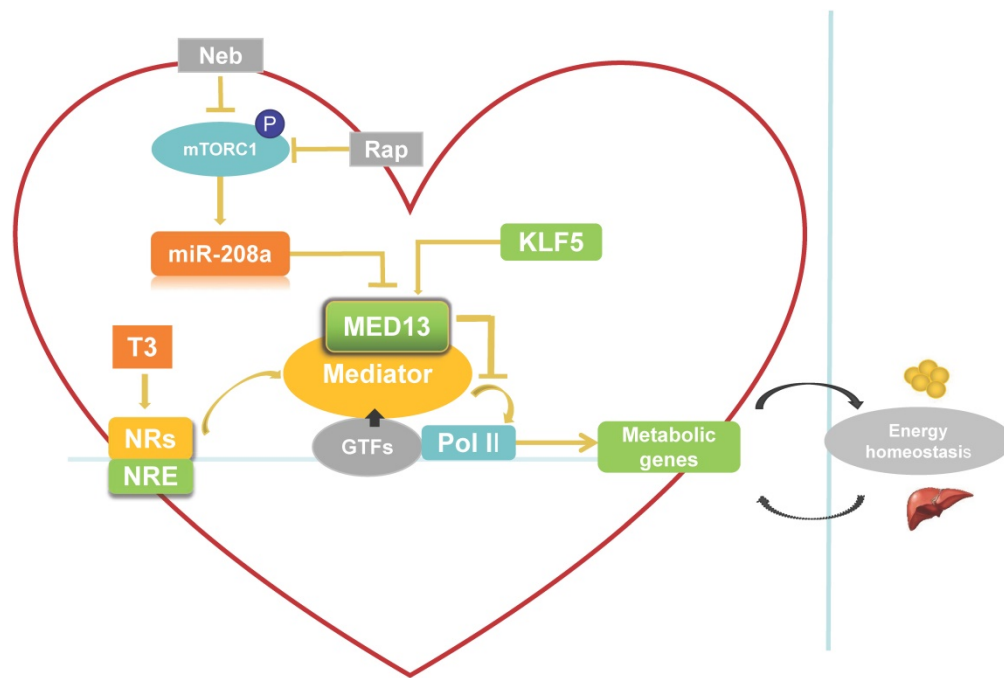 Neb
P
mTORC1
Rap
miR-208a
KLF5
MED13
T3
Mediator
NRs
GTFs
Pol II
Metabolic
genes
Energy
homeostasis
NRE